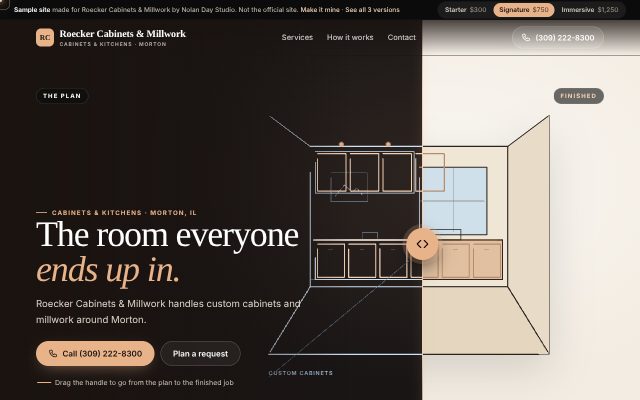 Sample site made for Roecker Cabinets & Millwork by Nolan Day Studio. Not the official site. Make it mine · See all 3 versions
Starter $300 Signature $750 Immersive $1,250
RC Roecker Cabinets & Millwork
CABINETS & KITCHENS · MORTON
Services How it works Contact
(309) 222-8300
THE PLAN
FINISHED
CABINETS & KITCHENS · MORTON, IL
The room everyone
ends up in.
Roecker Cabinets & Millwork handles custom cabinets and
millwork around Morton.
Call (309) 222-8300 Plan a request
Drag the handle to go from the plan to the finished job
CUSTOM CABINETS